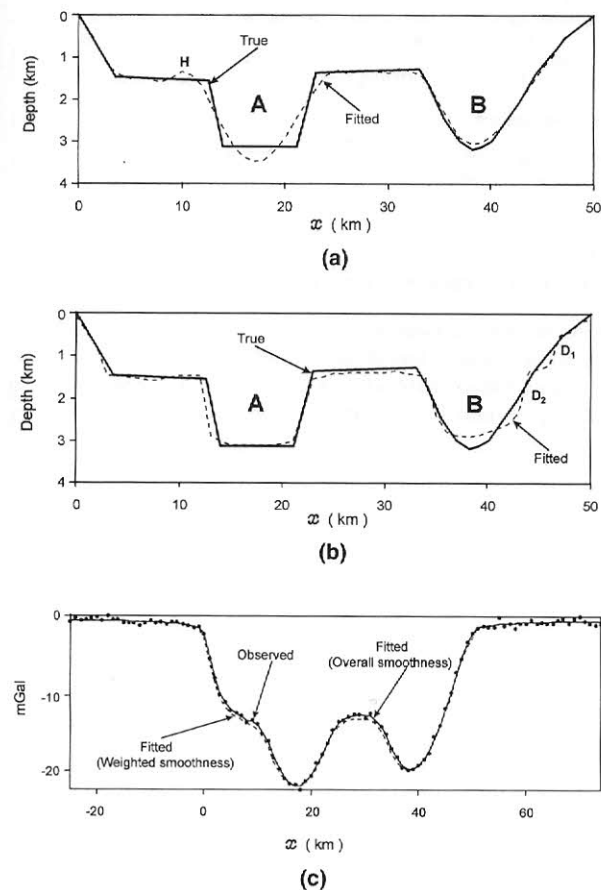 0
1
2
3
4
Depth (km)
H
True
A
Fitted
B
0 10 20 30 40 50
x ( km )
(a)
0
1
2
3
4
Depth (km)
True
A
B
D1
D2
Fitted
0 10 20 30 40 50
x ( km )
(b)
0
-10
-20
mGal
Observed
Fitted
(Overall smoothness)
Fitted
(Weighted smoothness)
-20 0 20 40 60
x ( km )
(c)